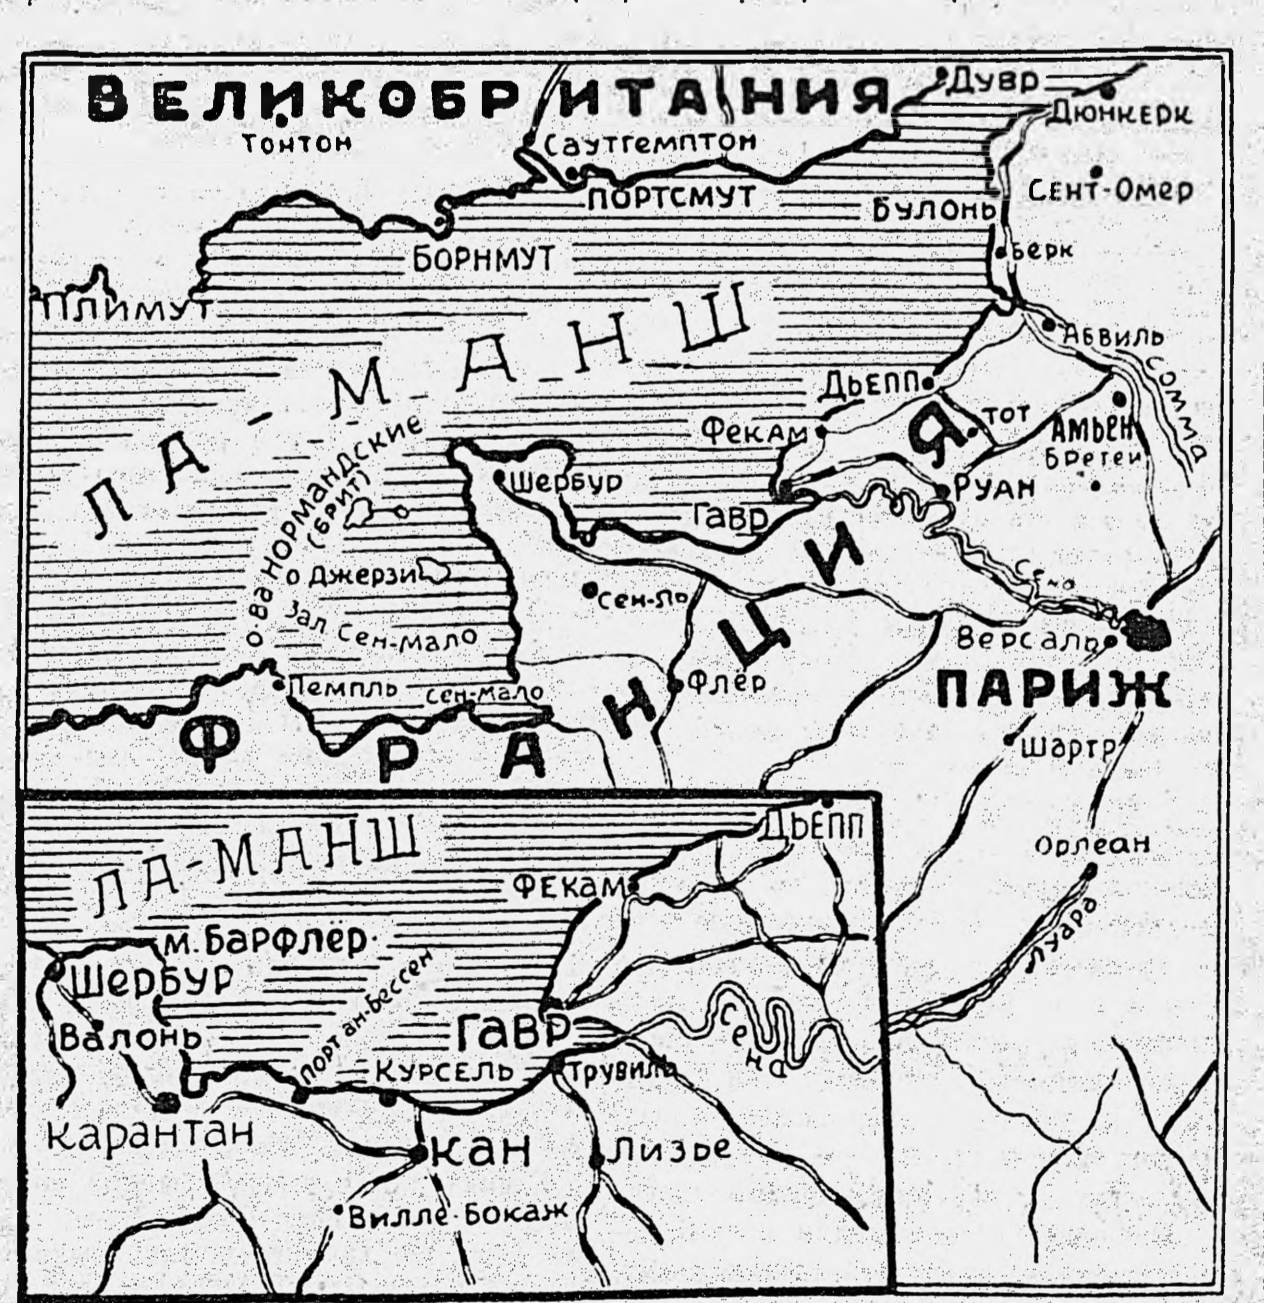 ВЕЛИКОБРИТАНИЯ
ДУВР
ДЮНКЕРК
ТОНТОН
САУТГЕМПТОН
ПОРТСМУТ
СЕНТ-ОМЕР
БУЛОНЬ
БОРНМУТ
БЕРК
ПЛИМУТ
ЛА-МАНШ
АБВИЛЬ
СОММА
ДЬЕПП
ТОТ
ФЕКАМ
АМЬЕН
БРЕТЕЙ
О-ВА НОРМАНДСКИЕ
(БРИТ)
ШЕРБУР
ГАВР
РУАН
О ДЖЕРЗИ
СЕН-ЛО
СЕНА
ЗАЛ СЕН-МАЛО
ВЕРСАЛЬ
ПАРИЖ
ПЕМПЛЬ
СЕН-МАЛО
ФЛЁР
ФРАНЦИЯ
ШАРТР
ОРЛЕАН
ЛУАРА
ЛА-МАНШ
ДЬЕПП
ФЕКАМ
М. БАРФЛЁР
ШЕРБУР
ВАЛОНЬ
ПОРТ АН-БЕССЕН
ГАВР
СЕНА
КУРСЕЛЬ
ТРУВИЛЬ
КАРАНТАН
КАН
ЛИЗЬЕ
ВИЛЛЕ-БОКАЖ